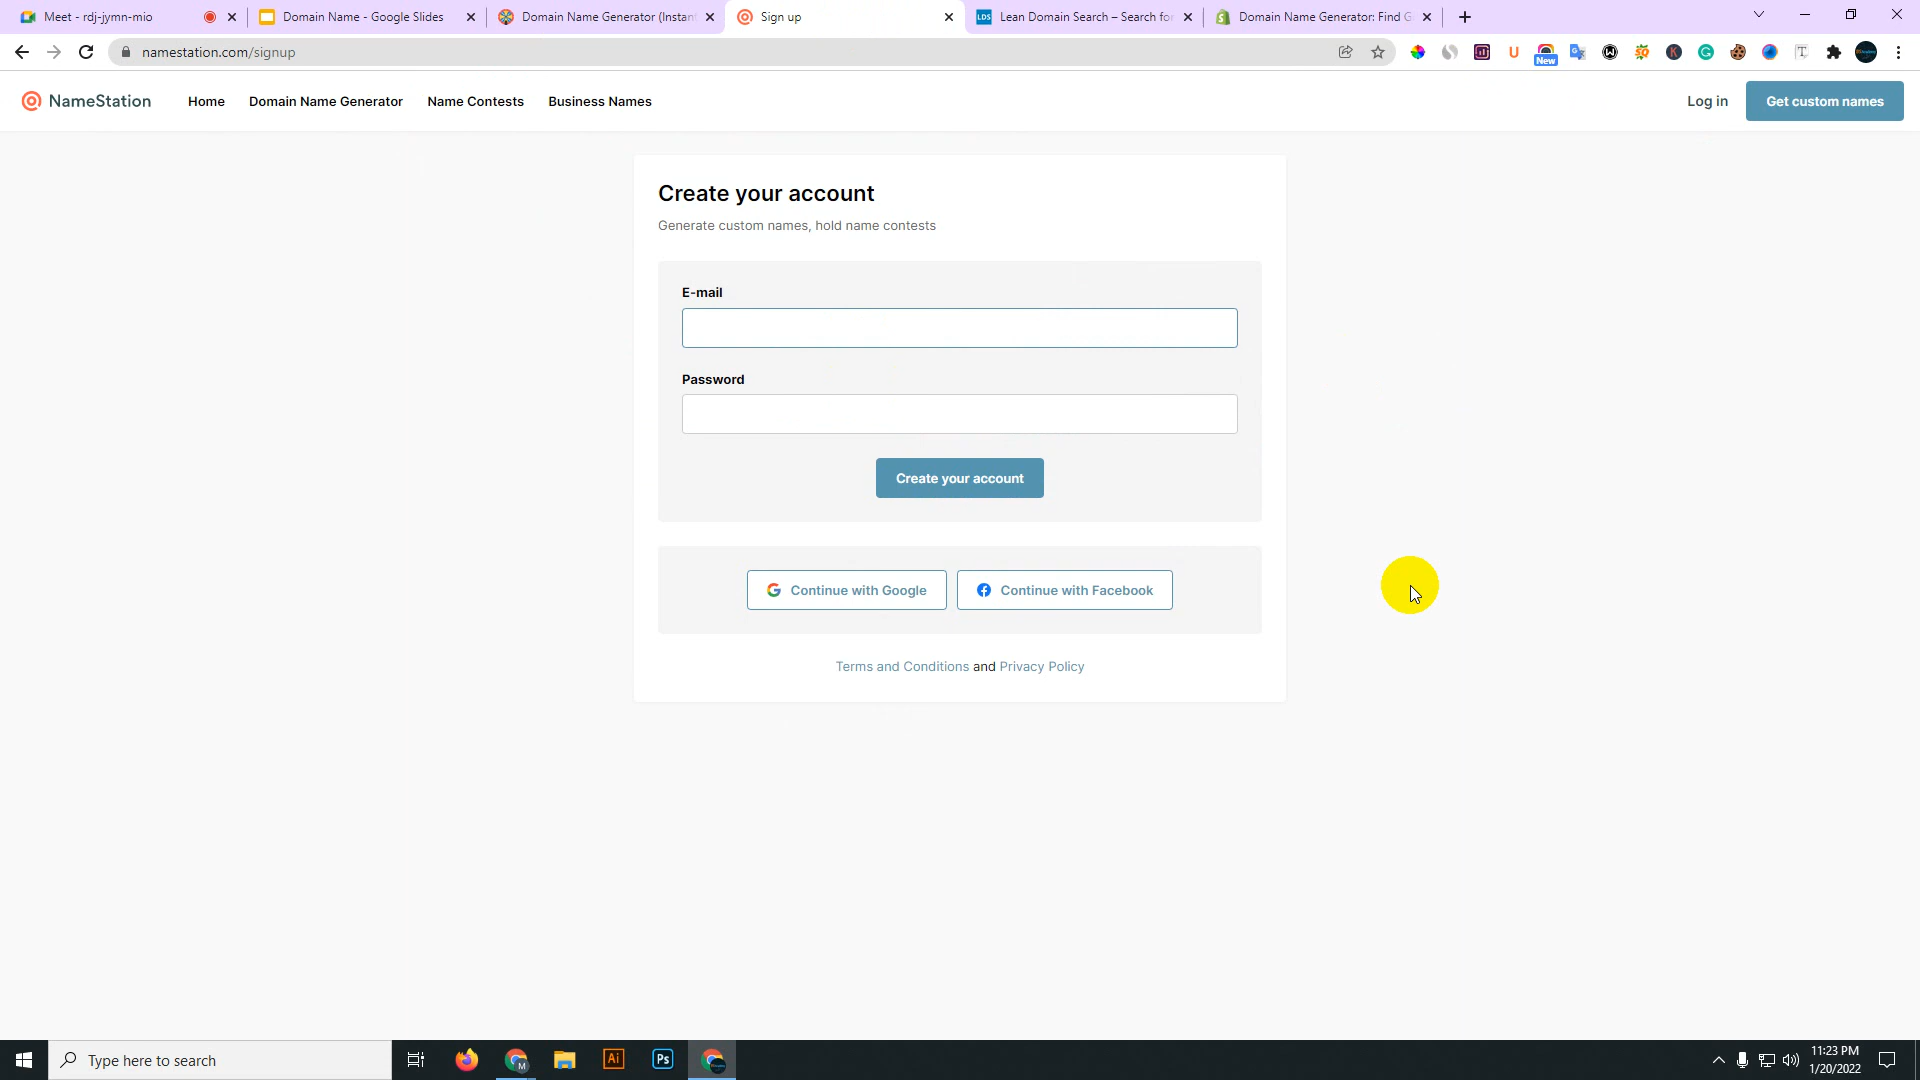 Meet - rdj-jymn-mio
Domain Name - Google Slides
Domain Name Generator (Instan
Sign up
LDS
Lean Domain Search – Search fo
Domain Name Generator: Find G
namestation.com/signup
New
NameStation
Home
Domain Name Generator
Name Contests
Business Names
Log in
Get custom names
Create your account
Generate custom names, hold name contests
E-mail
Password
Create your account
Continue with Google
Continue with Facebook
Terms and Conditions and Privacy Policy
Type here to search
M
Ai
Ps
11:23 PM
1/20/2022